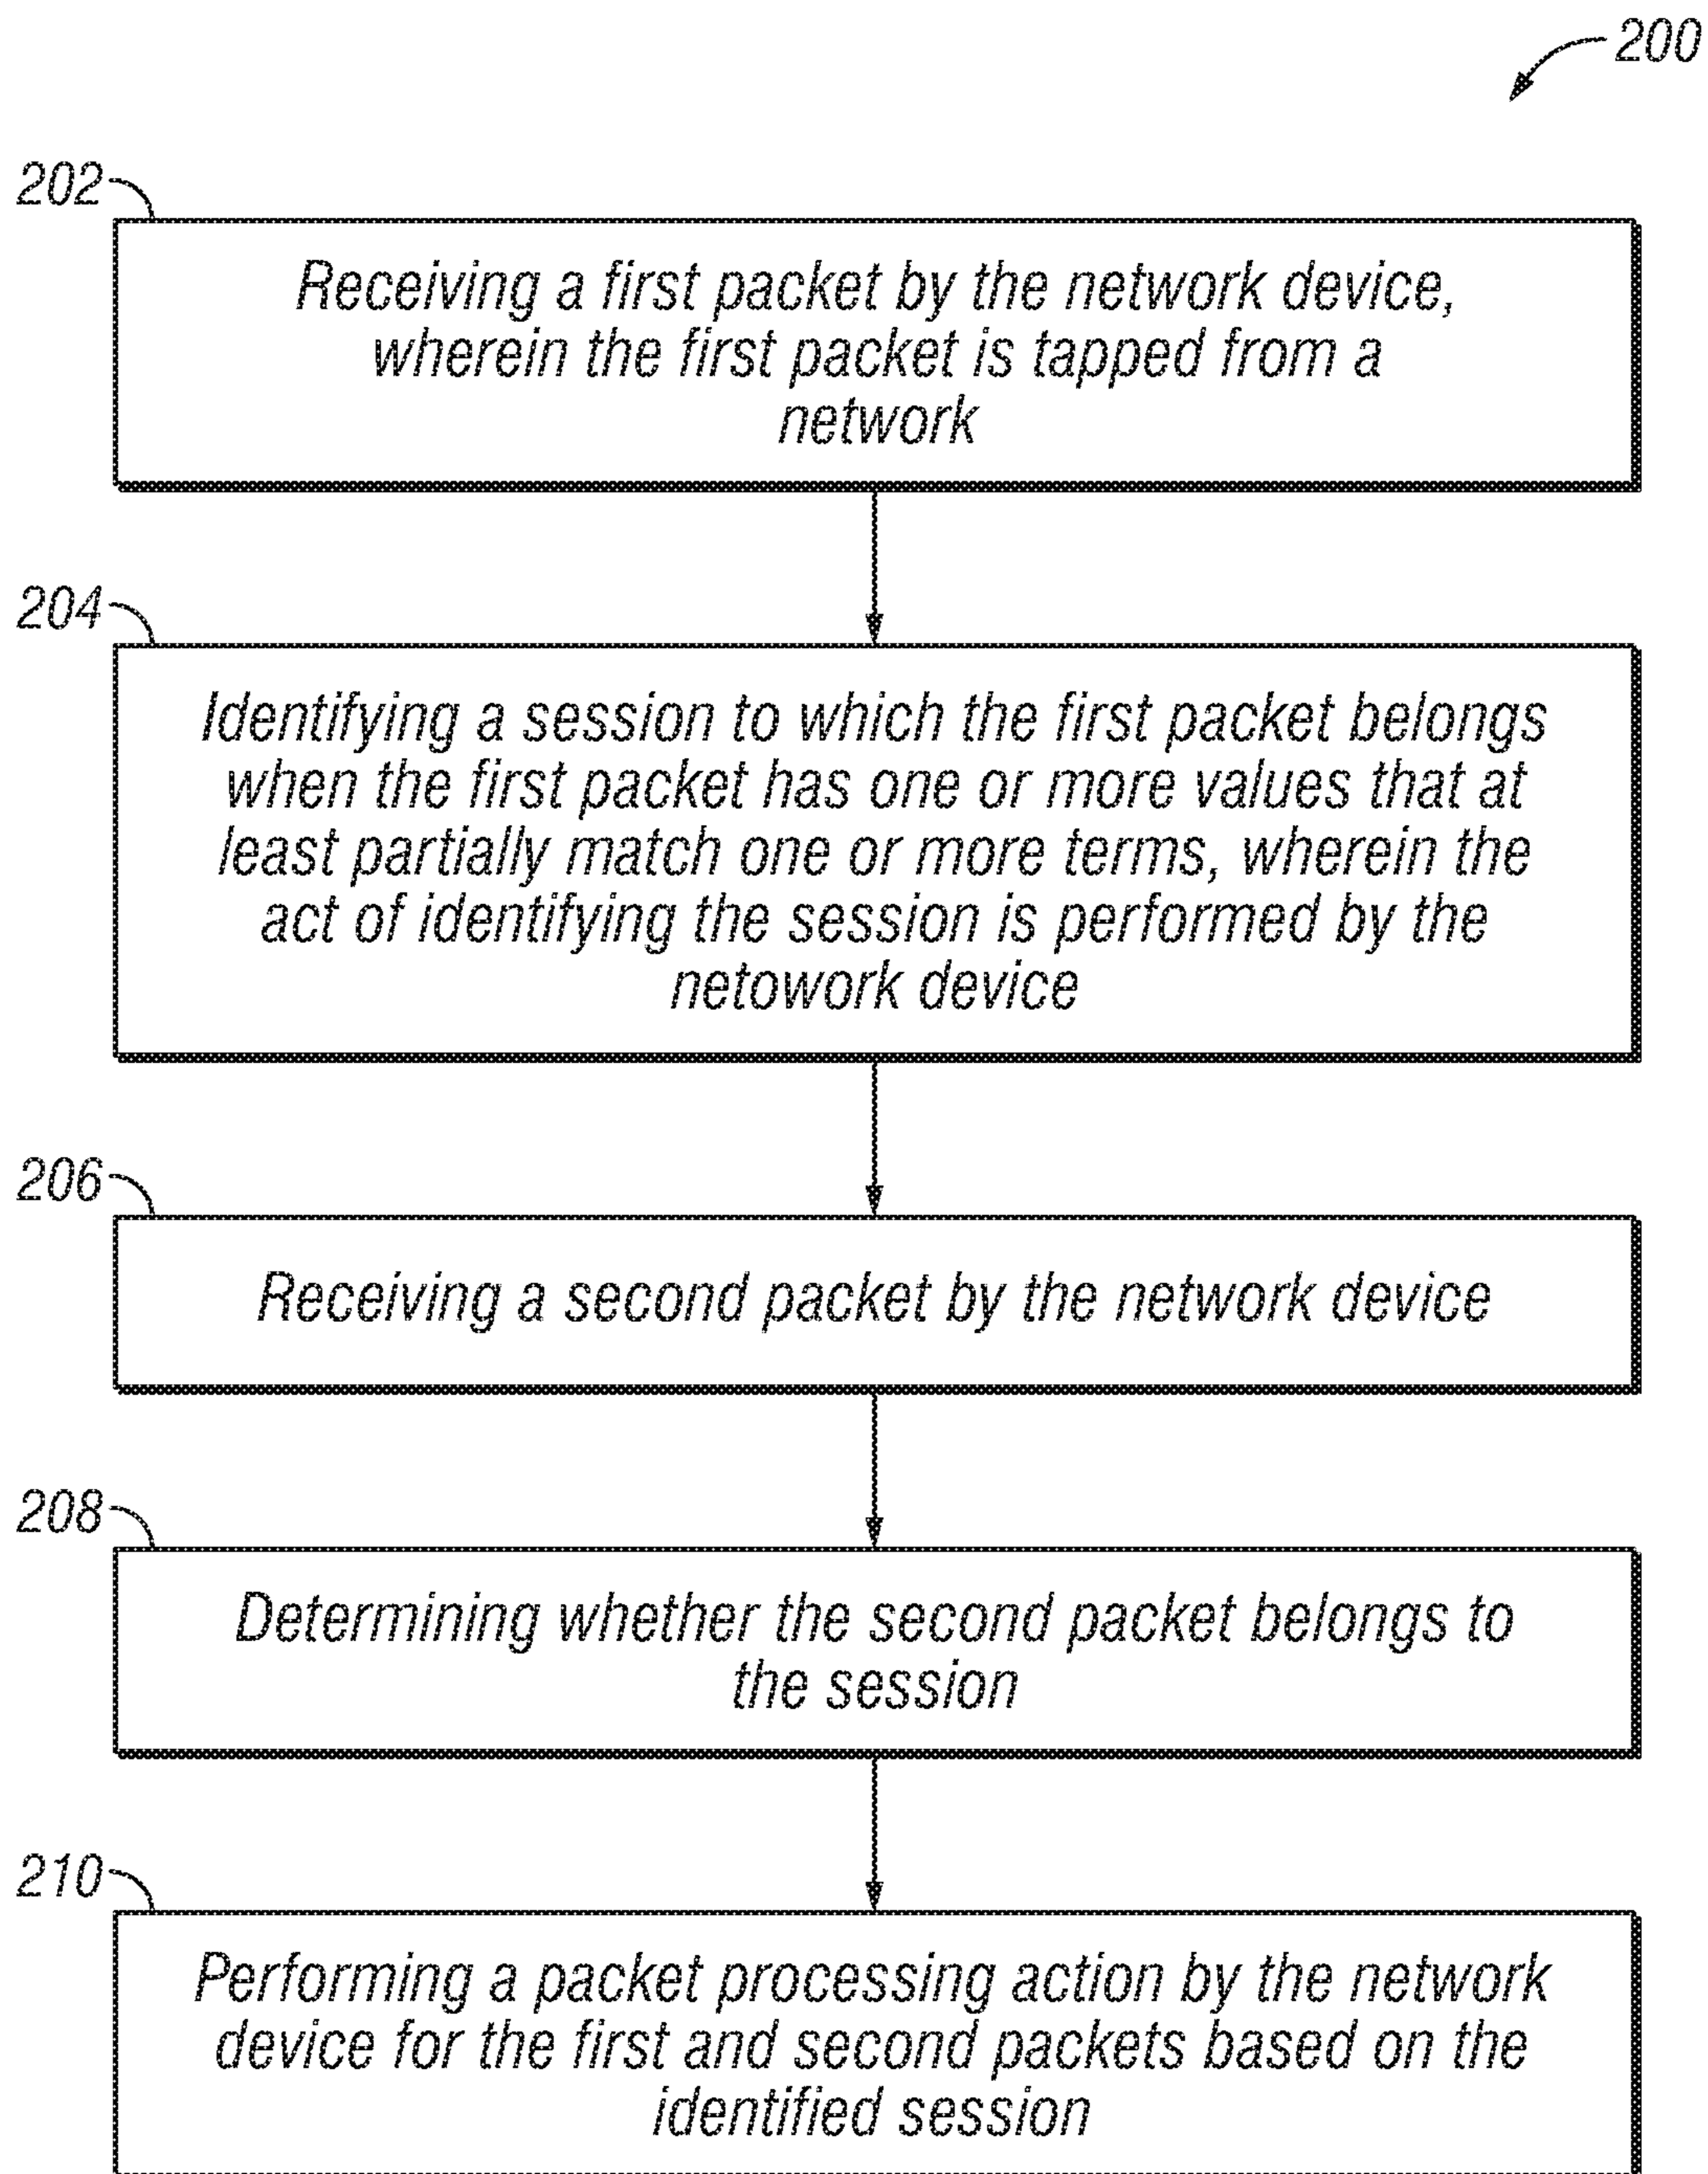 200
202
Receiving a first packet by the network device,
wherein the first packet is tapped from a
network
204
Identifying a session to which the first packet belongs
when the first packet has one or more values that at
least partially match one or more terms, wherein the
act of identifying the session is performed by the
netowork device
206
Receiving a second packet by the network device
208
Determining whether the second packet belongs to
the session
210
Performing a packet processing action by the network
device for the first and second packets based on the
identified session